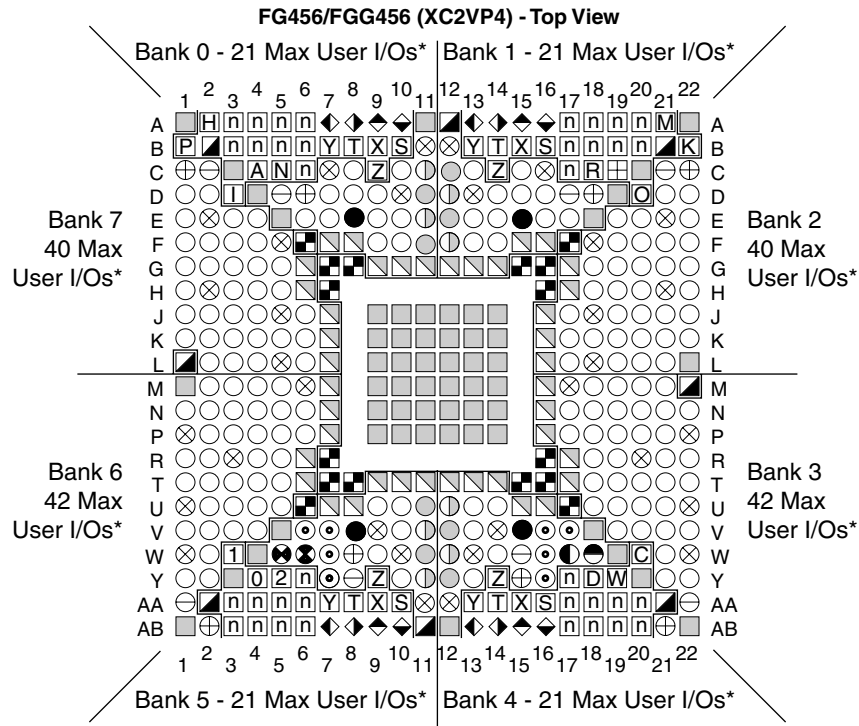 FG456/FGG456 (XC2VP4) - Top View
Bank 0 - 21 Max User I/Os*
Bank 1 - 21 Max User I/Os*
1 2 3 4 5 6 7 8 9 10 11 12 13 14 15 16 17 18 19 20 21 22
A H n n n n n n n n M A
B P n n n n Y T X S Y T X S n n n n K B
C A N n Z Z n R C
D I O D
E E
F F
G G
H H
J J
K K
L L
M M
N N
P P
R R
T T
U U
V V
W 1 C W
Y 0 2 n Z Z n D W Y
AA n n n n Y T X S Y T X S n n n n AA
AB n n n n n n n n AB
1 2 3 4 5 6 7 8 9 10 11 12 13 14 15 16 17 18 19 20 21 22
Bank 7
40 Max
User I/Os*
Bank 2
40 Max
User I/Os*
Bank 6
42 Max
User I/Os*
Bank 3
42 Max
User I/Os*
Bank 5 - 21 Max User I/Os*
Bank 4 - 21 Max User I/Os*